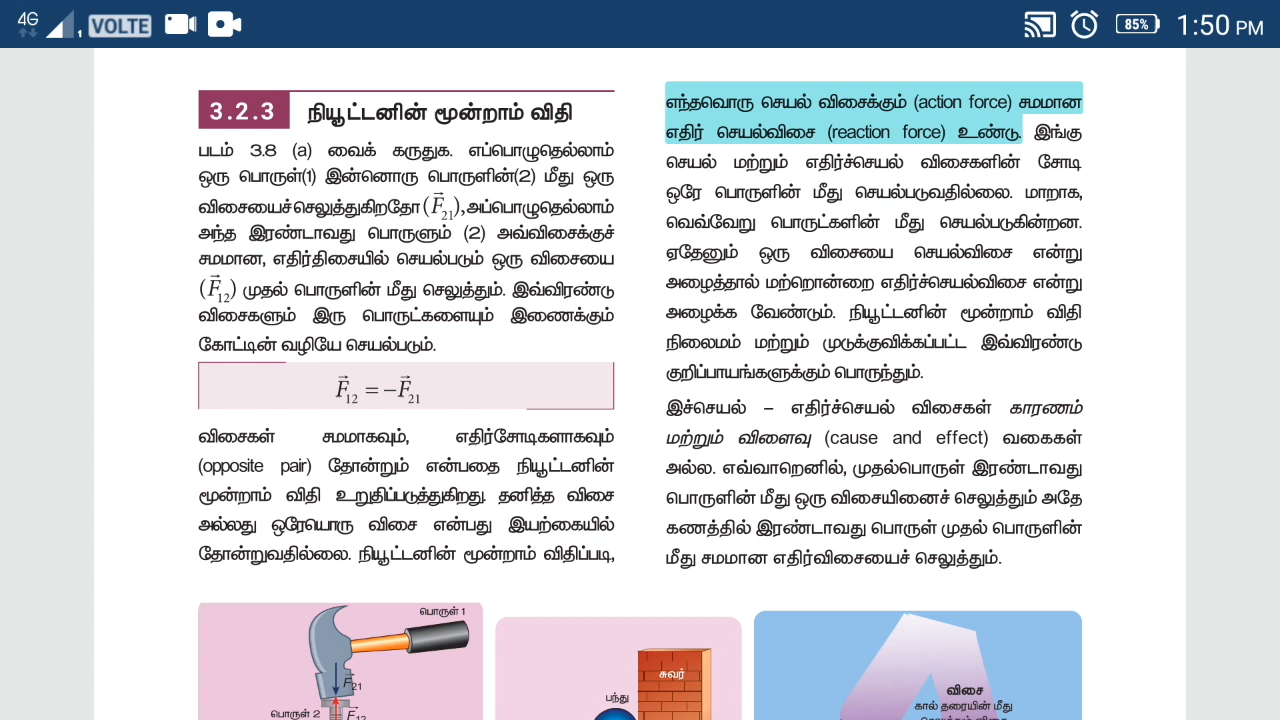 4G
1
VOLTE
85%
1:50 PM
3.2.3 நியூட்டனின் மூன்றாம் விதி
படம் 3.8 (a) வைக் கருதுக. எப்பொழுதெல்லாம்
ஒரு பொருள்(1) இன்னொரு பொருளின்(2) மீது ஒரு
விசையைச்செலுத்துகிறதோ (F⃗21),அப்பொழுதெல்லாம்
அந்த இரண்டாவது பொருளும் (2) அவ்விசைக்குச்
சமமான, எதிர்திசையில் செயல்படும் ஒரு விசையை
(F⃗12) முதல் பொருளின் மீது செலுத்தும். இவ்விரண்டு
விசைகளும் இரு பொருட்களையும் இணைக்கும்
கோட்டின் வழியே செயல்படும்.
F⃗12 = −F⃗21
விசைகள் சமமாகவும், எதிர்சோடிகளாகவும்
(opposite pair) தோன்றும் என்பதை நியூட்டனின்
மூன்றாம் விதி உறுதிப்படுத்துகிறது. தனித்த விசை
அல்லது ஒரேயொரு விசை என்பது இயற்கையில்
தோன்றுவதில்லை. நியூட்டனின் மூன்றாம் விதிப்படி,
எந்தவொரு செயல் விசைக்கும் (action force) சமமான
எதிர் செயல்விசை (reaction force) உண்டு. இங்கு
செயல் மற்றும் எதிர்ச்செயல் விசைகளின் சோடி
ஒரே பொருளின் மீது செயல்படுவதில்லை. மாறாக,
வெவ்வேறு பொருட்களின் மீது செயல்படுகின்றன.
ஏதேனும் ஒரு விசையை செயல்விசை என்று
அழைத்தால் மற்றொன்றை எதிர்ச்செயல்விசை என்று
அழைக்க வேண்டும். நியூட்டனின் மூன்றாம் விதி
நிலைமம் மற்றும் முடுக்குவிக்கப்பட்ட இவ்விரண்டு
குறிப்பாயங்களுக்கும் பொருந்தும்.
இச்செயல் – எதிர்ச்செயல் விசைகள் காரணம்
மற்றும் விளைவு (cause and effect) வகைகள்
அல்ல. எவ்வாறெனில், முதல்பொருள் இரண்டாவது
பொருளின் மீது ஒரு விசையினைச் செலுத்தும் அதே
கணத்தில் இரண்டாவது பொருள் முதல் பொருளின்
மீது சமமான எதிர்விசையைச் செலுத்தும்.
பொருள் 1
F⃗21
பொருள் 2
F⃗12
சுவர்
பந்து
விசை
கால் தரையின் மீது